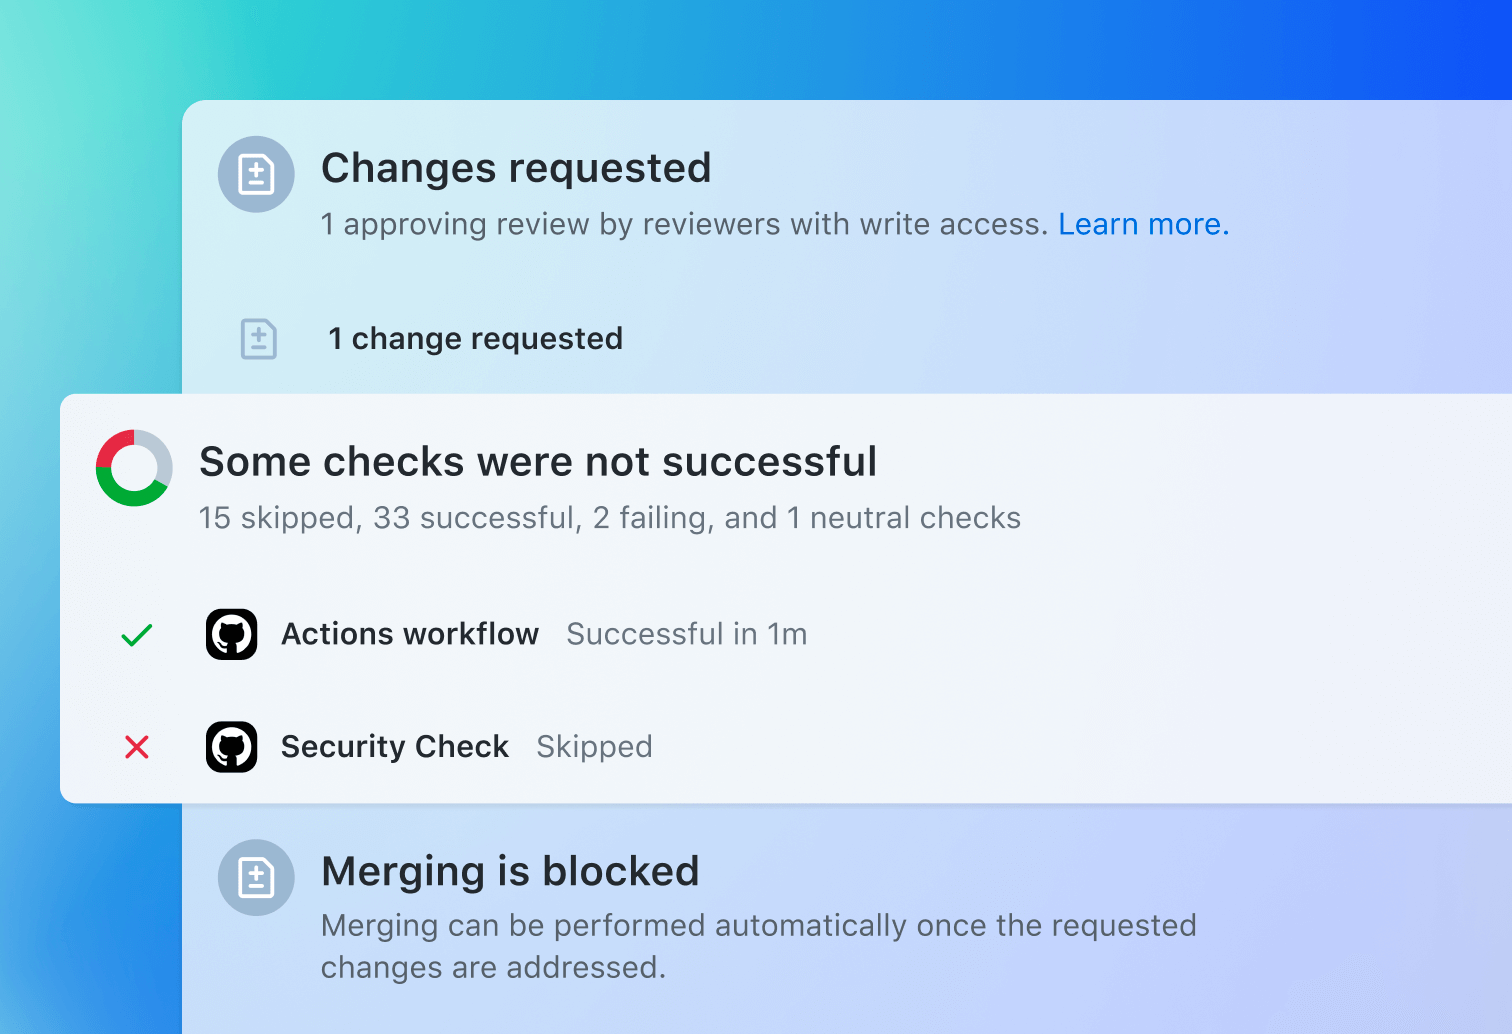 Changes requested
1 approving review by reviewers with write access. Learn more.
1 change requested
Some checks were not successful
15 skipped, 33 successful, 2 failing, and 1 neutral checks
Actions workflow Successful in 1m
Security Check Skipped
Merging is blocked
Merging can be performed automatically once the requested
changes are addressed.